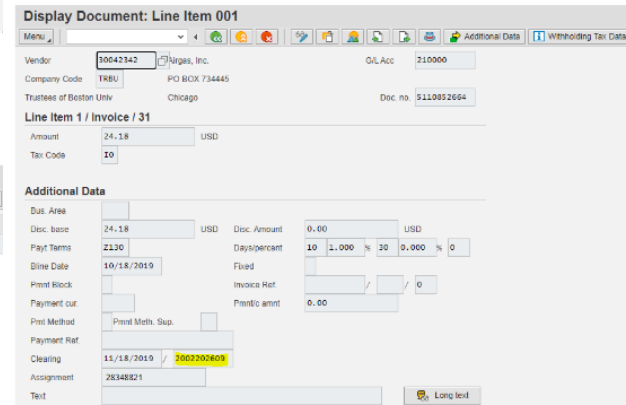 Display Document: Line Item 001
Menu Additional Data Withholding Tax Data
Vendor 30042342 Airgas, Inc. G/L Acc 210000
Company Code TRBU PO BOX 734445
Trustees of Boston Univ Chicago Doc. no. 5110852664
Line Item 1 / Invoice / 31
Amount 24.18 USD
Tax Code I0
Additional Data
Bus. Area
Disc. base 24.18 USD Disc. Amount 0.00 USD
Payt Terms Z130 Days/percent 10 1.000 % 30 0.000 % 0
Bline Date 10/18/2019 Fixed
Pmnt Block Invoice Ref. / / 0
Payment cur. Pmnt/c amnt 0.00
Pmt Method Pmnt Meth. Sup.
Payment Ref.
Clearing 11/18/2019 / 2002202609
Assignment 28348821
Text Long text